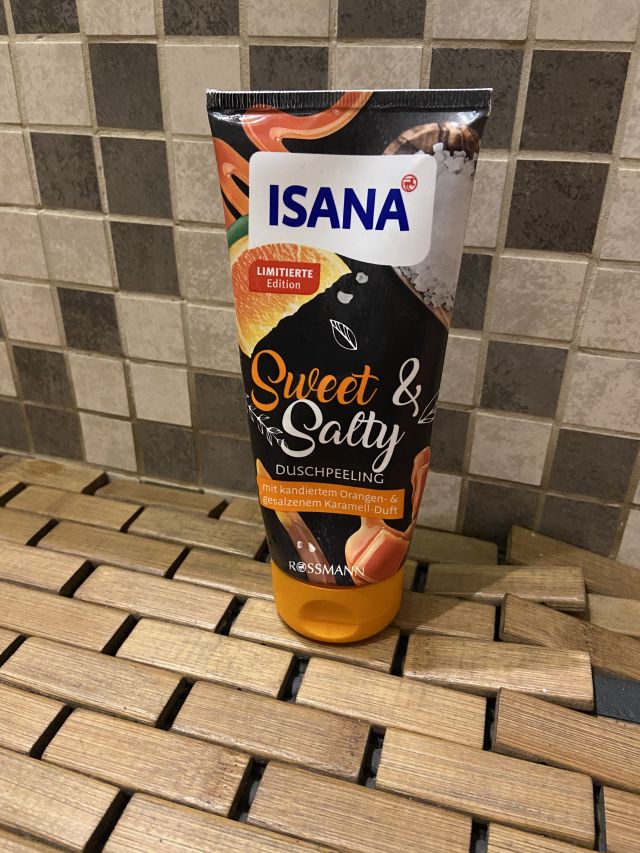 ISANA
LIMITIERTE
Edition
Sweet &
Salty
DUSCHPEELING
mit kandiertem Orangen- &
gesalzenem Karamell-Duft
ROSSMANN